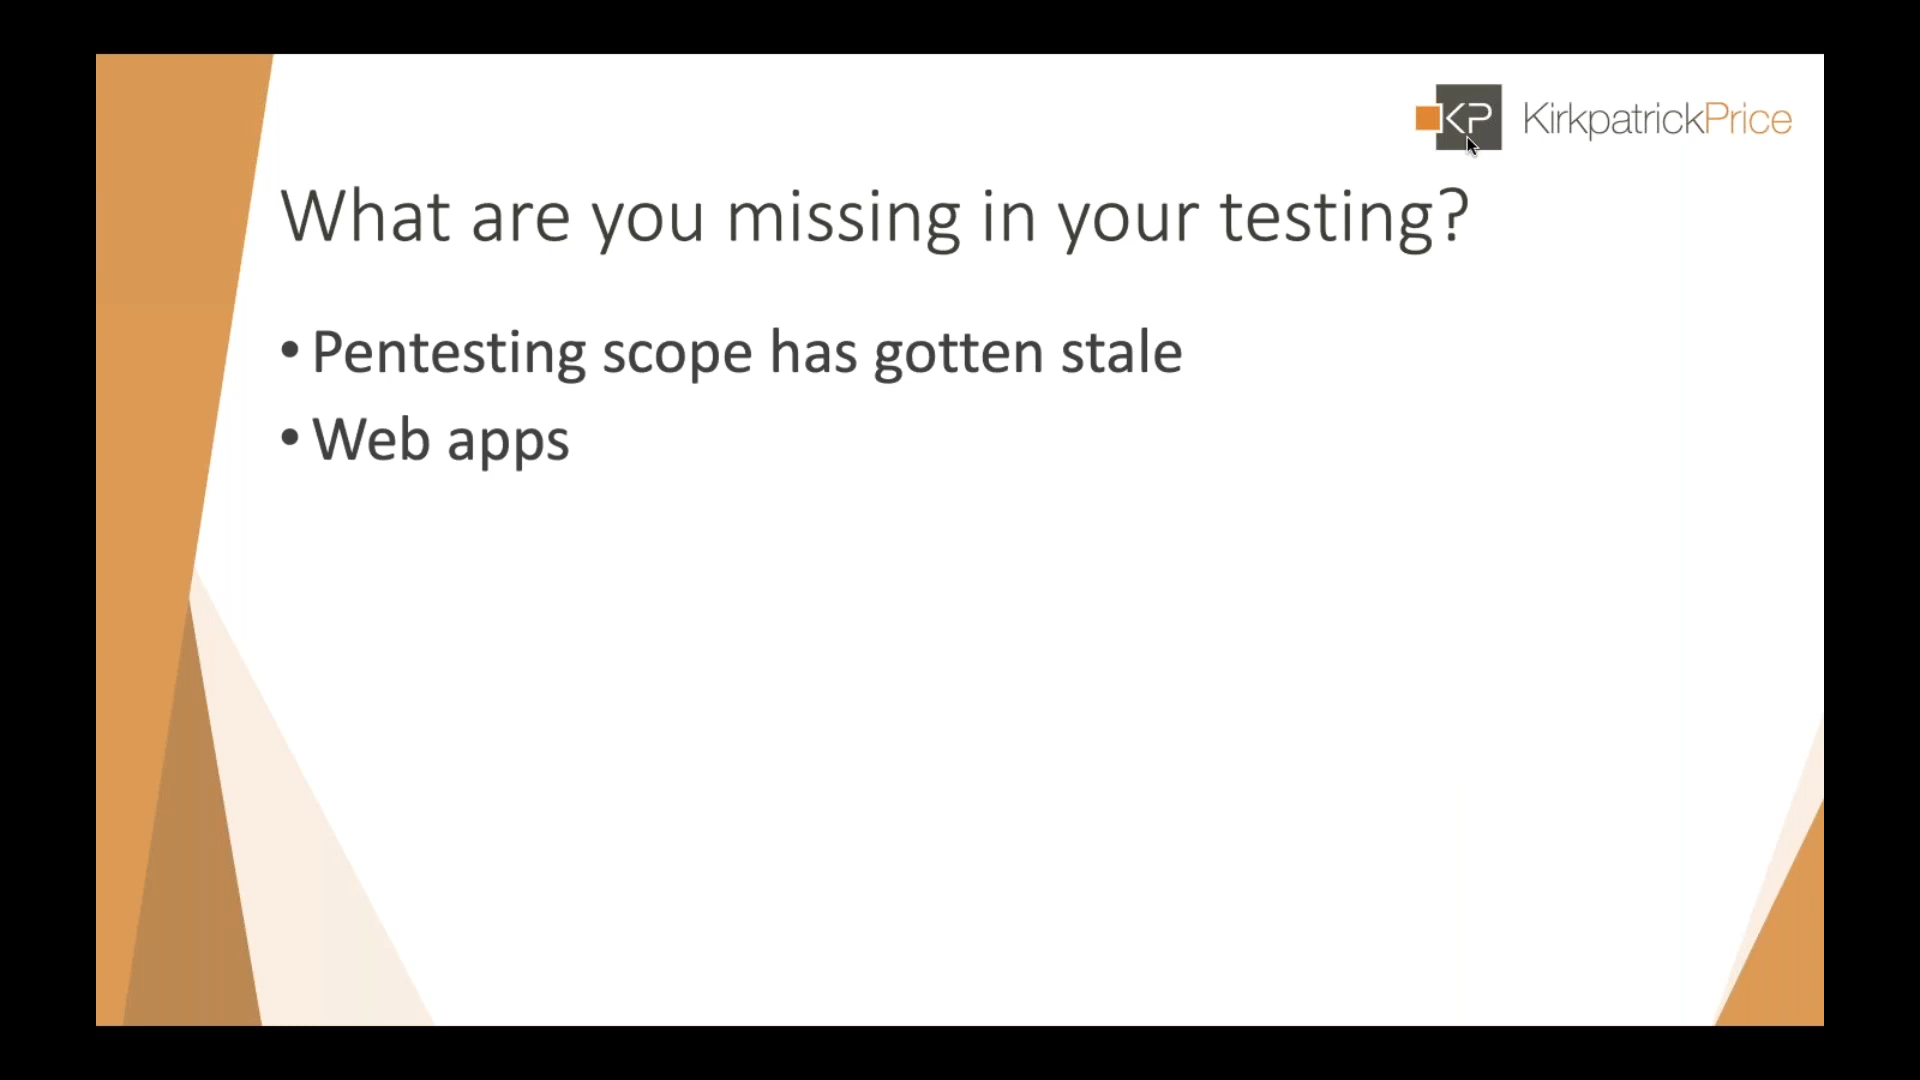 KP KirkpatrickPrice
What are you missing in your testing?
• Pentesting scope has gotten stale
• Web apps